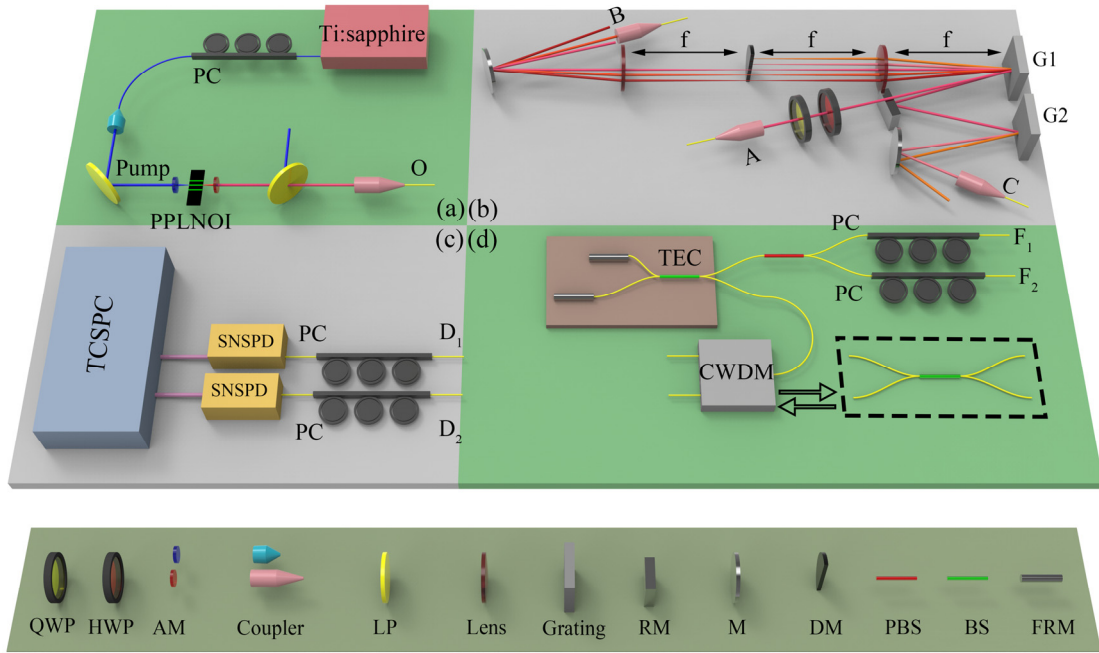 Ti:sapphire
PC
Pump
PPLNOI
O
(a)
(b)
B
f
f
f
G1
G2
A
C
(c)
(d)
TCSPC
SNSPD
PC
D1
SNSPD
PC
D2
TEC
PC
F1
PC
F2
CWDM
QWP
HWP
AM
Coupler
LP
Lens
Grating
RM
M
DM
PBS
BS
FRM